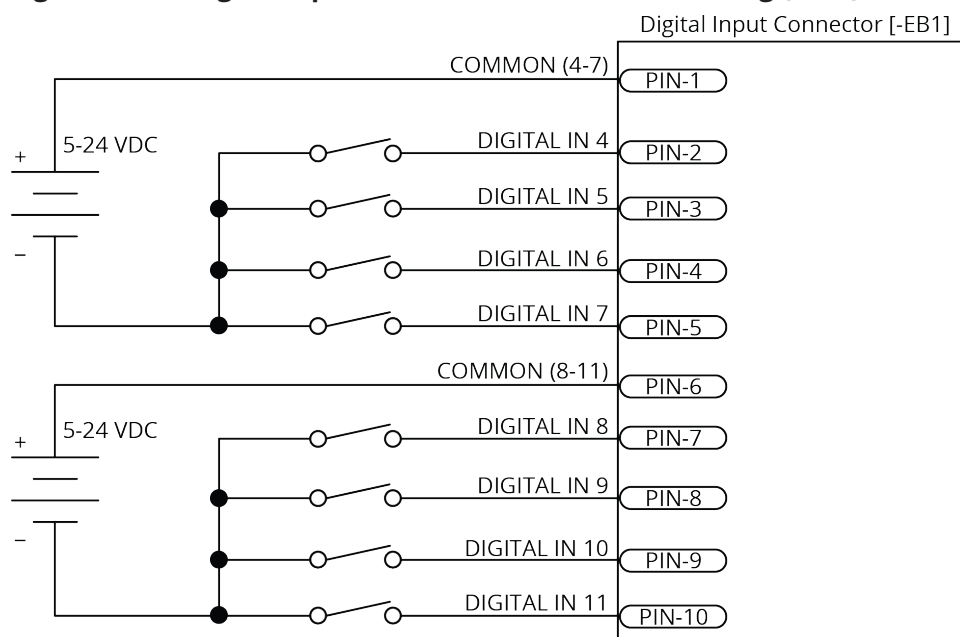 Digital Input Connector [-EB1]
COMMON (4-7)
PIN-1
5-24 VDC
+
–
DIGITAL IN 4
PIN-2
DIGITAL IN 5
PIN-3
DIGITAL IN 6
PIN-4
DIGITAL IN 7
PIN-5
COMMON (8-11)
PIN-6
5-24 VDC
+
–
DIGITAL IN 8
PIN-7
DIGITAL IN 9
PIN-8
DIGITAL IN 10
PIN-9
DIGITAL IN 11
PIN-10